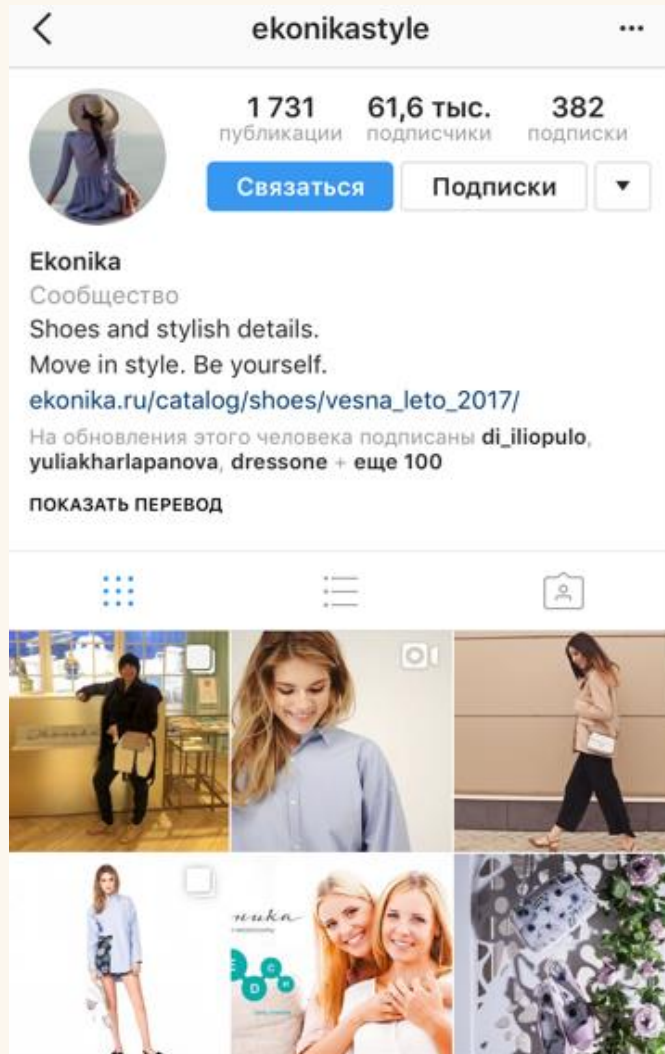 ekonikastyle
1 731 61,6 тыс. 382
публикации подписчики подписки
Связаться Подписки
Ekonika
Сообщество
Shoes and stylish details.
Move in style. Be yourself.
ekonika.ru/catalog/shoes/vesna_leto_2017/
На обновления этого человека подписаны di_iliopulo,
yuliakharlapanova, dressone + еще 100
ПОКАЗАТЬ ПЕРЕВОД